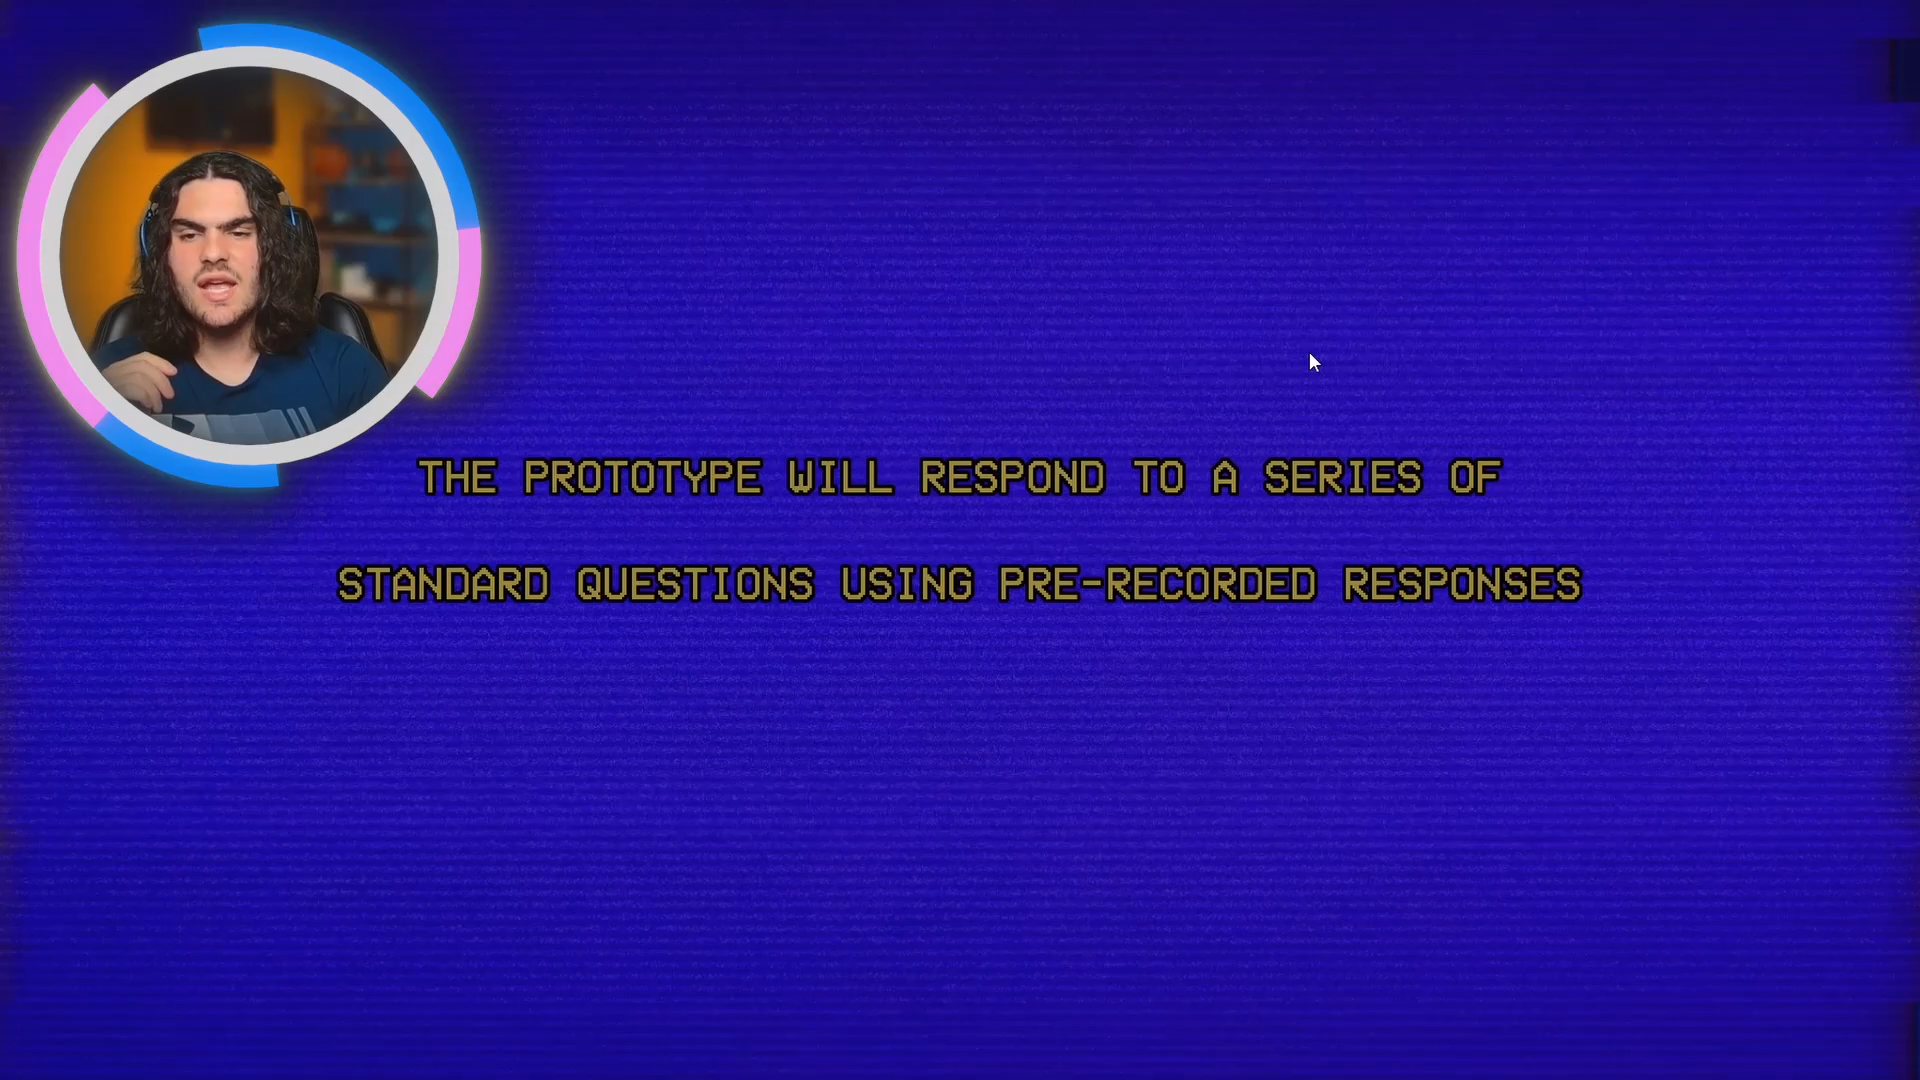 THE PROTOTYPE WILL RESPOND TO A SERIES OF
STANDARD QUESTIONS USING PRE-RECORDED RESPONSES